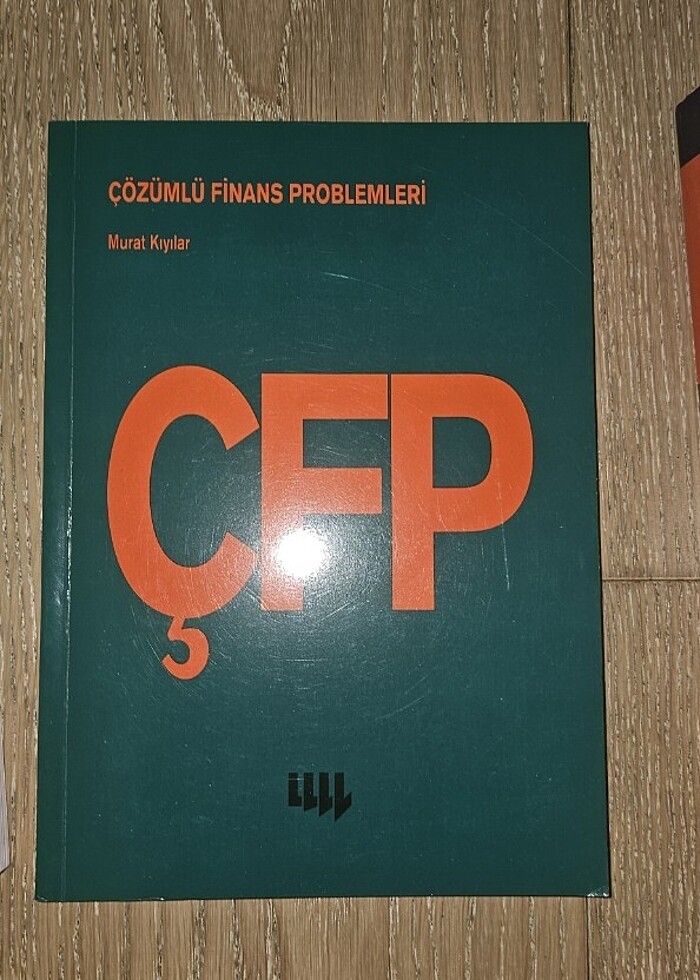 ÇÖZÜMLÜ FİNANS PROBLEMLERİ
Murat Kıyılar
ÇFP